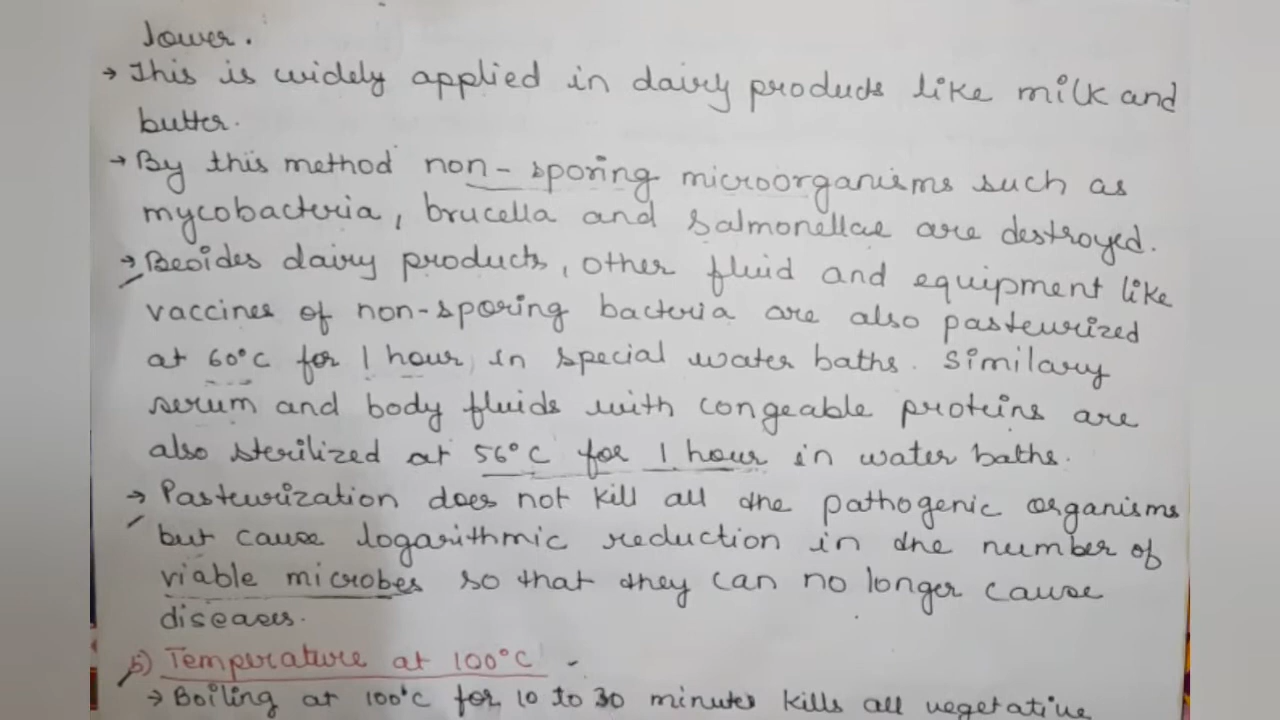 lower.
→ This is widely applied in dairy products like milk and
butter.
→ By this method non-sporing microorganisms such as
mycobacteria, brucella and salmonellae are destroyed.
→ Besides dairy products, other fluid and equipment like
vaccines of non-sporing bacteria are also pasteurized
at 60°C for 1 hour in special water baths. Similary
serum and body fluids with congeable proteins are
also sterilized at 56°C for 1 hour in water baths.
→ Pasteurization does not kill all the pathogenic organisms
but cause logarithmic reduction in the number of
viable microbes so that they can no longer cause
diseases.
5) Temperature at 100°C -
→ Boiling at 100°C for 10 to 30 minutes kills all vegetative